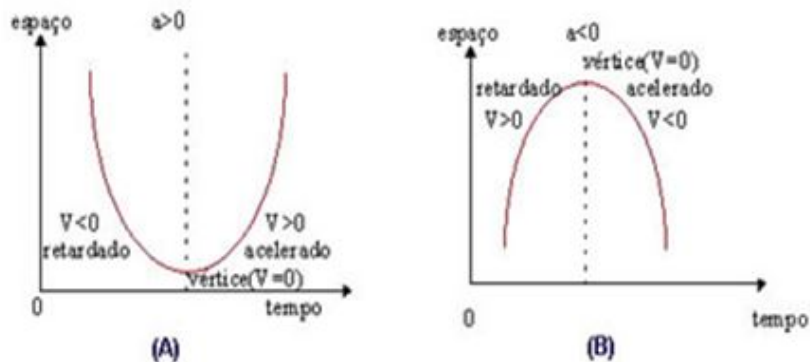 espaço
a>0
V<0
retardado
V>0
acelerado
vértice(V=0)
0
tempo
(A)
espaço
a<0
vértice(V=0)
retardado
acelerado
V>0
V<0
0
tempo
(B)